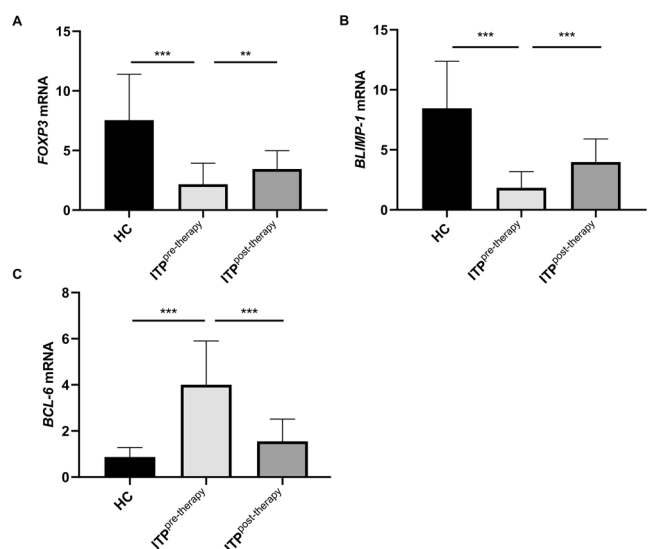 A
15
10
5
0
FOXP3 mRNA
***
**
HC
ITPpre-therapy
ITPpost-therapy
B
15
10
5
0
BLIMP-1 mRNA
***
***
HC
ITPpre-therapy
ITPpost-therapy
C
8
6
4
2
0
BCL-6 mRNA
***
***
HC
ITPpre-therapy
ITPpost-therapy